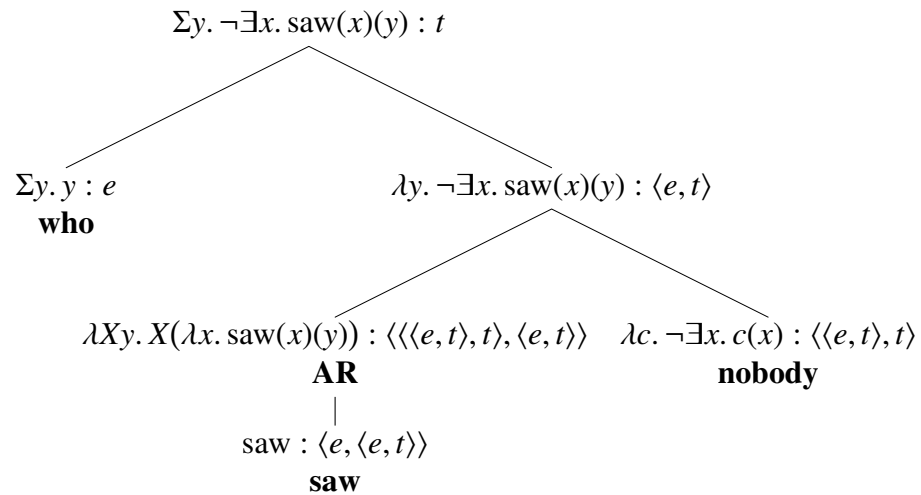 Σy. ¬∃x. saw(x)(y) : t
Σy. y : e
who
λy. ¬∃x. saw(x)(y) : ⟨e, t⟩
λXy. X(λx. saw(x)(y)) : ⟨⟨⟨e, t⟩, t⟩, ⟨e, t⟩⟩
AR
λc. ¬∃x. c(x) : ⟨⟨e, t⟩, t⟩
nobody
saw : ⟨e, ⟨e, t⟩⟩
saw